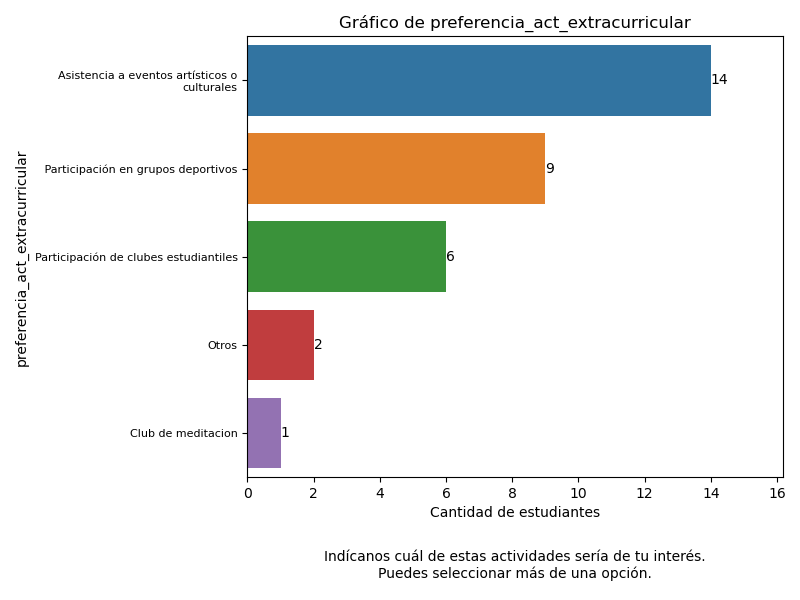 Gráfico de preferencia_act_extracurricular
preferencia_act_extracurricular
Asistencia a eventos artísticos o
culturales
14
Participación en grupos deportivos
9
Participación de clubes estudiantiles
6
Otros
2
Club de meditacion
1
0 2 4 6 8 10 12 14 16
Cantidad de estudiantes
Indícanos cuál de estas actividades sería de tu interés.
Puedes seleccionar más de una opción.